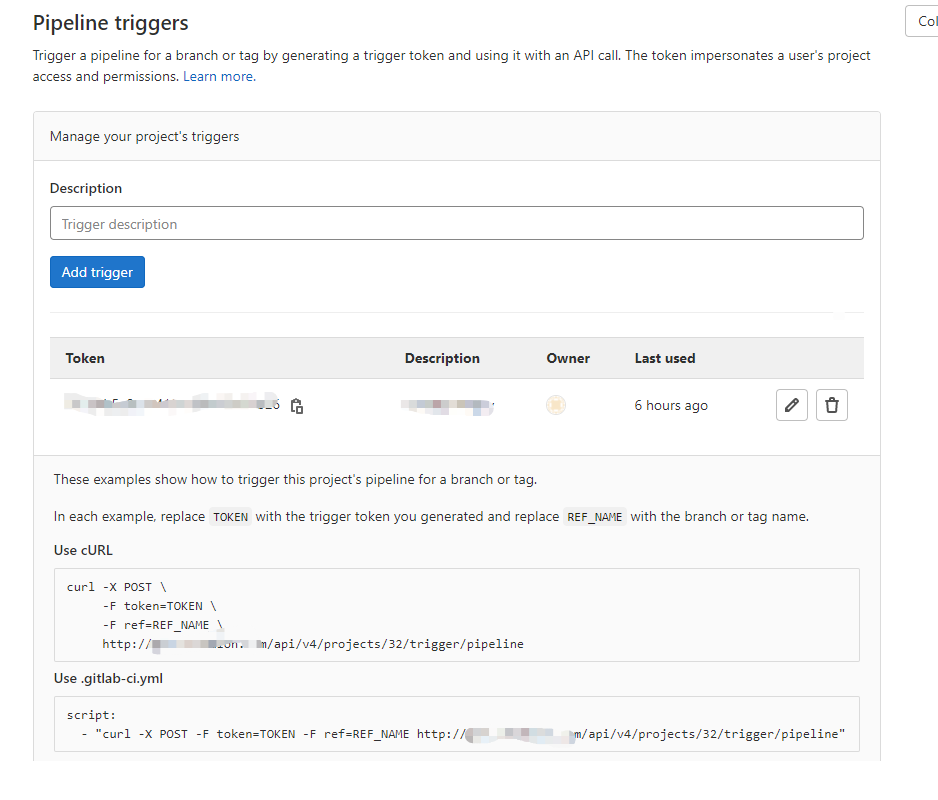 Pipeline triggers
Col
Trigger a pipeline for a branch or tag by generating a trigger token and using it with an API call. The token impersonates a user's project
access and permissions. Learn more.
Manage your project's triggers
Description
Trigger description
Add trigger
Token Description Owner Last used
6 hours ago
These examples show how to trigger this project's pipeline for a branch or tag.
In each example, replace TOKEN with the trigger token you generated and replace REF_NAME with the branch or tag name.
Use cURL
curl -X POST \
-F token=TOKEN \
-F ref=REF_NAME \
http:// m/api/v4/projects/32/trigger/pipeline
Use .gitlab-ci.yml
script:
- "curl -X POST -F token=TOKEN -F ref=REF_NAME http:// m/api/v4/projects/32/trigger/pipeline"